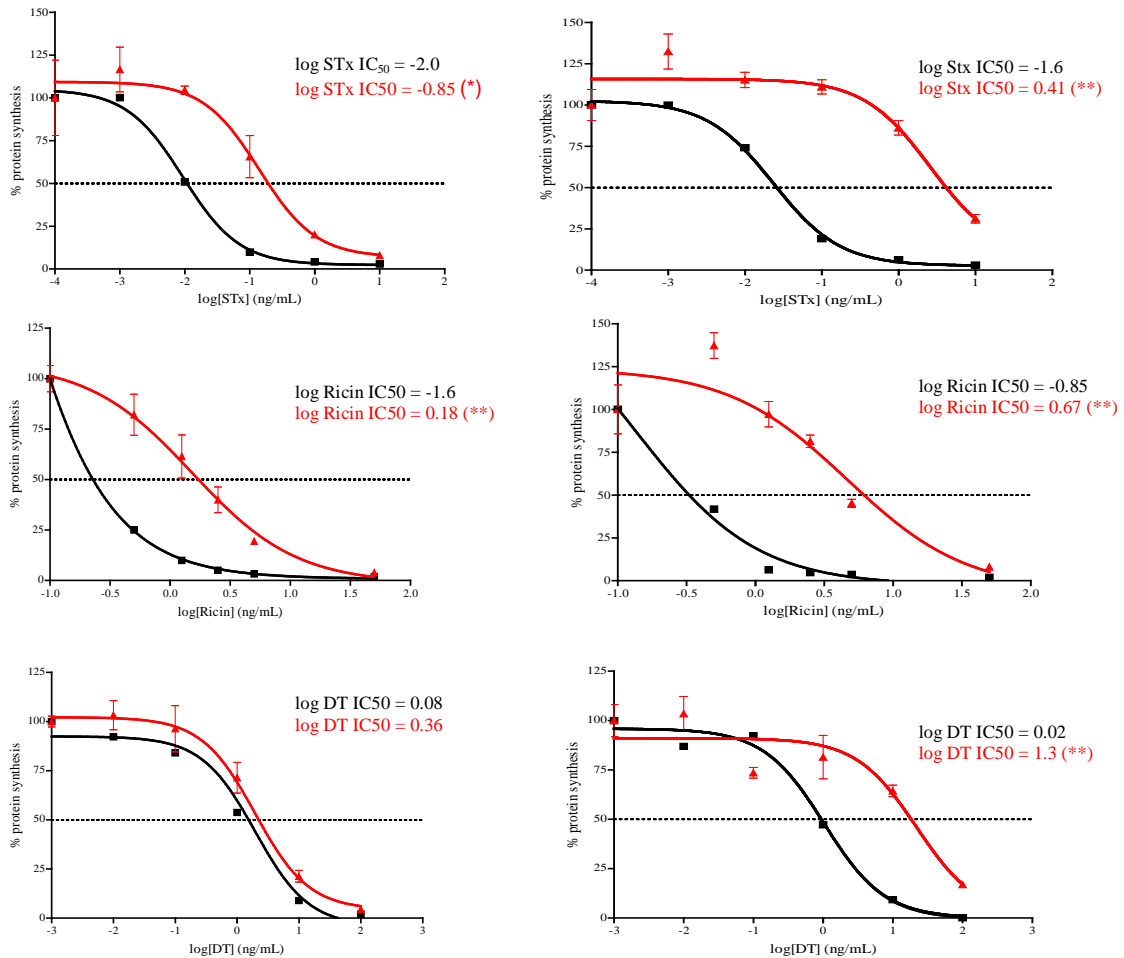 150
125
100
75
50
25
0
% protein synthesis
log STx IC₅₀ = -2.0
log STx IC50 = -0.85 (*)
-4 -3 -2 -1 0 1 2
log[STx] (ng/mL)
150
125
100
75
50
25
0
% protein synthesis
log Stx IC50 = -1.6
log Stx IC50 = 0.41 (**)
-4 -3 -2 -1 0 1 2
log[STx] (ng/mL)
125
100
75
50
25
0
% protein synthesis
log Ricin IC50 = -1.6
log Ricin IC50 = 0.18 (**)
-1.0 -0.5 0.0 0.5 1.0 1.5 2.0
log[Ricin] (ng/mL)
150
125
100
75
50
25
0
% protein synthesis
log Ricin IC50 = -0.85
log Ricin IC50 = 0.67 (**)
-1.0 -0.5 0.0 0.5 1.0 1.5 2.0
log[Ricin] (ng/mL)
125
100
75
50
25
0
% protein synthesis
log DT IC50 = 0.08
log DT IC50 = 0.36
-3 -2 -1 0 1 2 3
log[DT] (ng/mL)
125
100
75
50
25
0
% protein synthesis
log DT IC50 = 0.02
log DT IC50 = 1.3 (**)
-3 -2 -1 0 1 2 3
log[DT] (ng/mL)